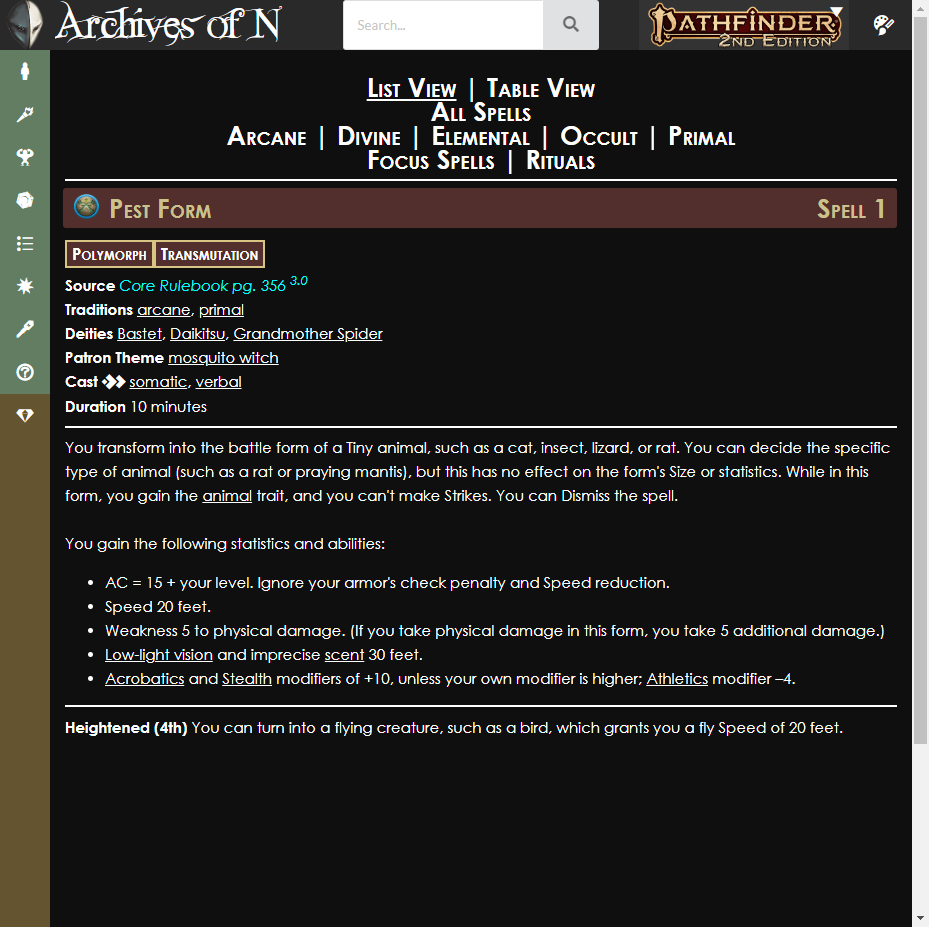 Archives of N
Search...
PATHFINDER
2ND EDITION
List View | Table View
All Spells
Arcane | Divine | Elemental | Occult | Primal
Focus Spells | Rituals
Pest Form Spell 1
Polymorph Transmutation
Source Core Rulebook pg. 356 3.0
Traditions arcane, primal
Deities Bastet, Daikitsu, Grandmother Spider
Patron Theme mosquito witch
Cast somatic, verbal
Duration 10 minutes
You transform into the battle form of a Tiny animal, such as a cat, insect, lizard, or rat. You can decide the specific
type of animal (such as a rat or praying mantis), but this has no effect on the form's Size or statistics. While in this
form, you gain the animal trait, and you can't make Strikes. You can Dismiss the spell.
You gain the following statistics and abilities:
• AC = 15 + your level. Ignore your armor's check penalty and Speed reduction.
• Speed 20 feet.
• Weakness 5 to physical damage. (If you take physical damage in this form, you take 5 additional damage.)
• Low-light vision and imprecise scent 30 feet.
• Acrobatics and Stealth modifiers of +10, unless your own modifier is higher; Athletics modifier –4.
Heightened (4th) You can turn into a flying creature, such as a bird, which grants you a fly Speed of 20 feet.